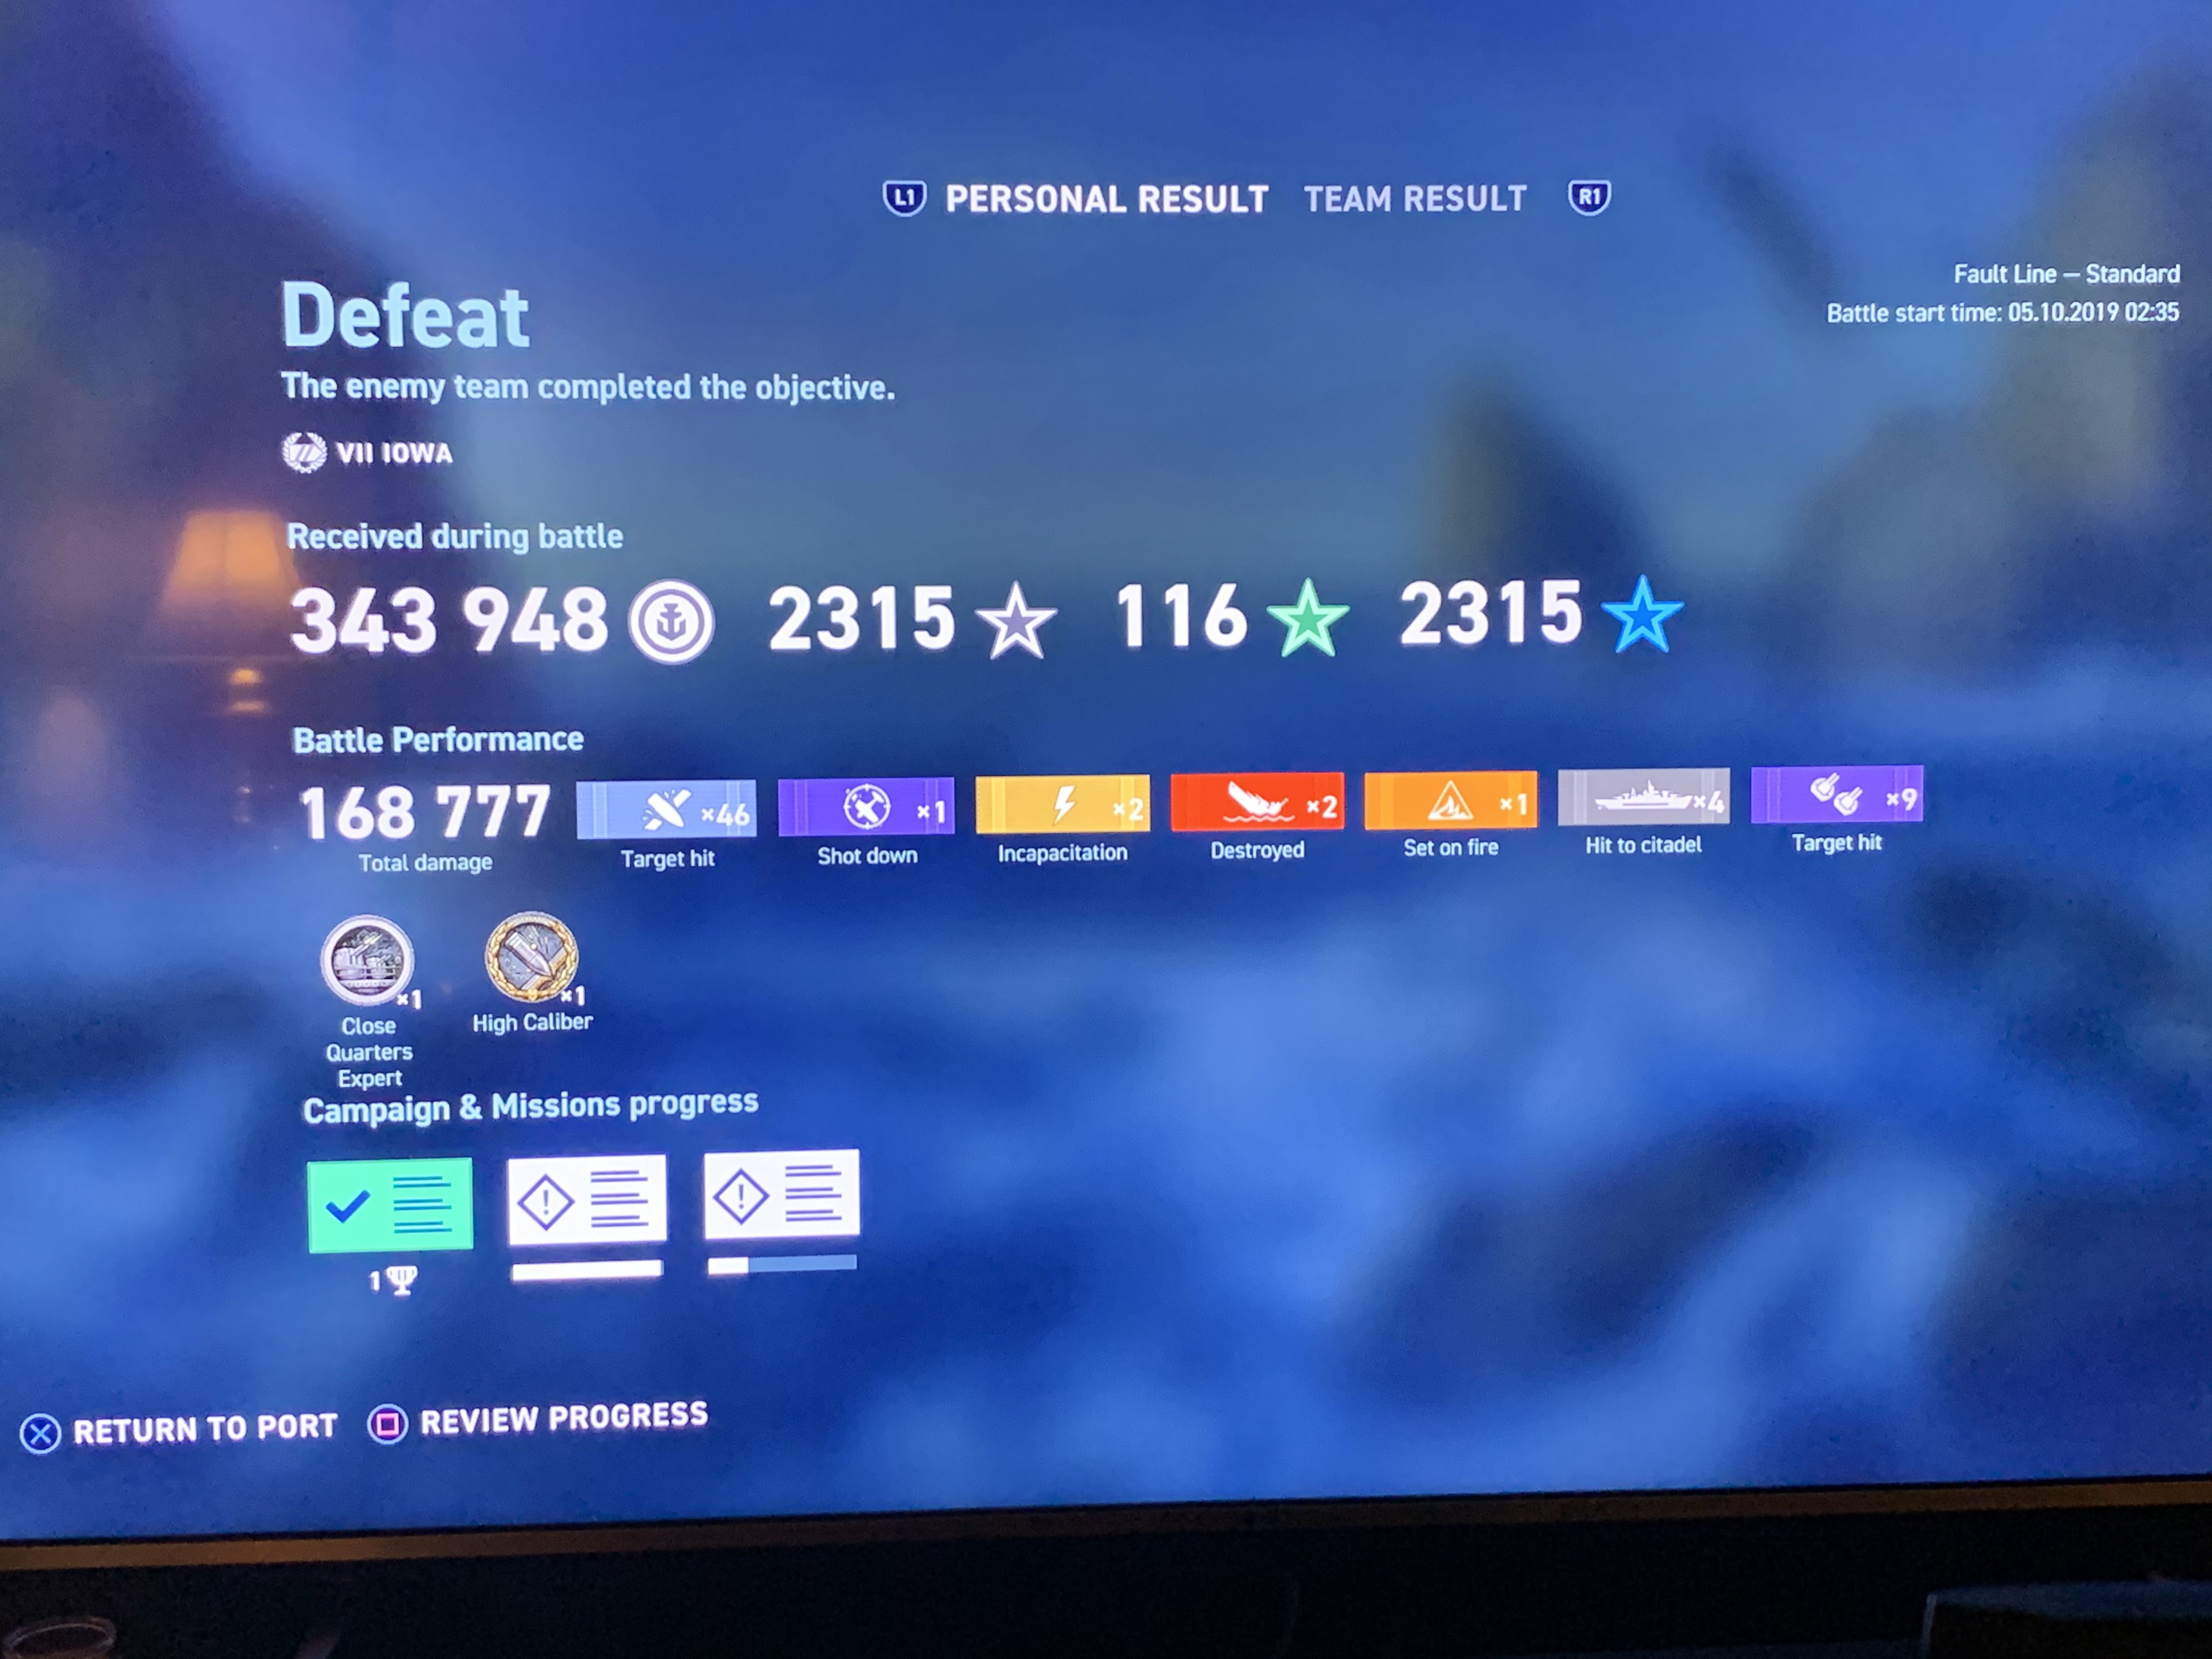 L1 PERSONAL RESULT TEAM RESULT R1
Fault Line – Standard
Battle start time: 05.10.2019 02:35
Defeat
The enemy team completed the objective.
VII IOWA
Received during battle
343 948 2315 116 2315
Battle Performance
168 777 ×46 ×1 ×2 ×2 ×1 ×4 ×9
Total damage Target hit Shot down Incapacitation Destroyed Set on fire Hit to citadel Target hit
×1 ×1
Close Quarters Expert
High Caliber
Campaign & Missions progress
! !
1
RETURN TO PORT REVIEW PROGRESS